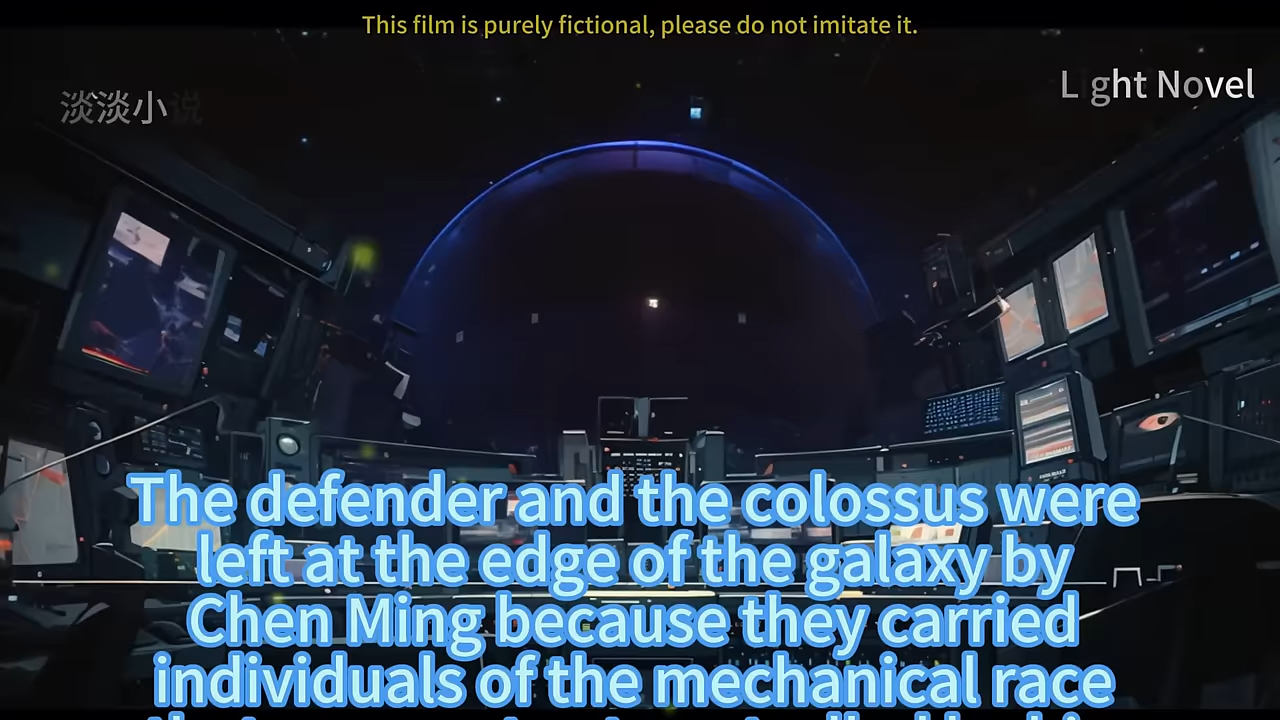 This film is purely fictional, please do not imitate it.
淡淡小说
L ght Novel
The defender and the colossus were
left at the edge of the galaxy by
Chen Ming because they carried
individuals of the mechanical race